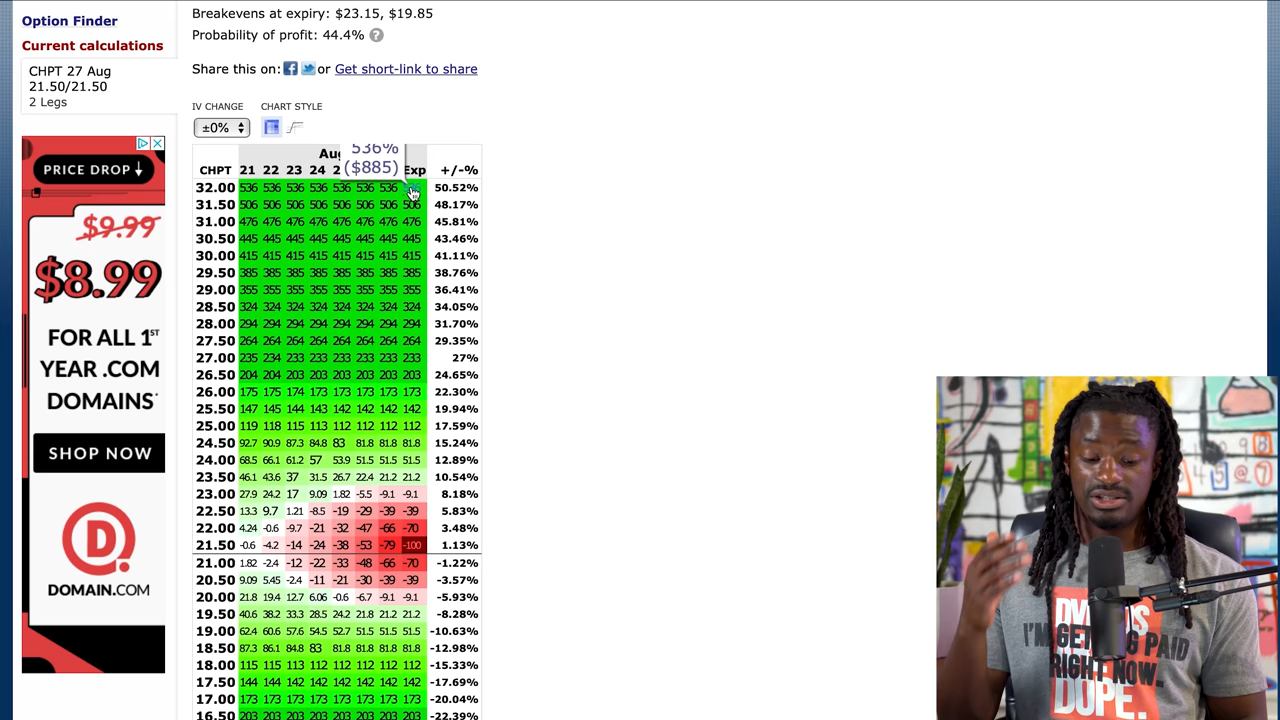 Option Finder
Current calculations
CHPT 27 Aug
21.50/21.50
2 Legs
PRICE DROP
$9.99
$8.99
FOR ALL 1ST
YEAR .COM
DOMAINS*
SHOP NOW
DOMAIN.COM
Breakevens at expiry: $23.15, $19.85
Probability of profit: 44.4% ?
Share this on: or Get short-link to share
IV CHANGE CHART STYLE
±0%
536%
($885)
CHPT 21 22 23 24 Exp +/-%
32.00 536 536 536 536 536 536 536 50.52%
31.50 506 506 506 506 506 506 506 506 48.17%
31.00 476 476 476 476 476 476 476 476 45.81%
30.50 445 445 445 445 445 445 445 445 43.46%
30.00 415 415 415 415 415 415 415 415 41.11%
29.50 385 385 385 385 385 385 385 385 38.76%
29.00 355 355 355 355 355 355 355 355 36.41%
28.50 324 324 324 324 324 324 324 324 34.05%
28.00 294 294 294 294 294 294 294 294 31.70%
27.50 264 264 264 264 264 264 264 264 29.35%
27.00 235 234 233 233 233 233 233 233 27%
26.50 204 204 203 203 203 203 203 203 24.65%
26.00 175 175 174 173 173 173 173 173 22.30%
25.50 147 145 144 143 142 142 142 142 19.94%
25.00 119 118 115 113 112 112 112 112 17.59%
24.50 92.7 90.9 87.3 84.8 83 81.8 81.8 81.8 15.24%
24.00 68.5 66.1 61.2 57 53.9 51.5 51.5 51.5 12.89%
23.50 46.1 43.6 37 31.5 26.7 22.4 21.2 21.2 10.54%
23.00 27.9 24.2 17 9.09 1.82 -5.5 -9.1 -9.1 8.18%
22.50 13.3 9.7 1.21 -8.5 -19 -29 -39 -39 5.83%
22.00 4.24 -0.6 -9.7 -21 -32 -47 -66 -70 3.48%
21.50 -0.6 -4.2 -14 -24 -38 -53 -79 -100 1.13%
21.00 1.82 -2.4 -12 -22 -33 -48 -66 -70 -1.22%
20.50 9.09 5.45 -2.4 -11 -21 -30 -39 -39 -3.57%
20.00 21.8 19.4 12.7 6.06 -0.6 -6.7 -9.1 -9.1 -5.93%
19.50 40.6 38.2 33.3 28.5 24.2 21.8 21.2 21.2 -8.28%
19.00 62.4 60.6 57.6 54.5 52.7 51.5 51.5 51.5 -10.63%
18.50 87.3 86.1 84.8 83 81.8 81.8 81.8 81.8 -12.98%
18.00 115 115 113 112 112 112 112 112 -15.33%
17.50 144 144 142 142 142 142 142 142 -17.69%
17.00 173 173 173 173 173 173 173 173 -20.04%
16.50 203 203 203 203 203 203 203 203 -22.39%
I'M GET G PAID
RIGHT NOW.
DOPE.